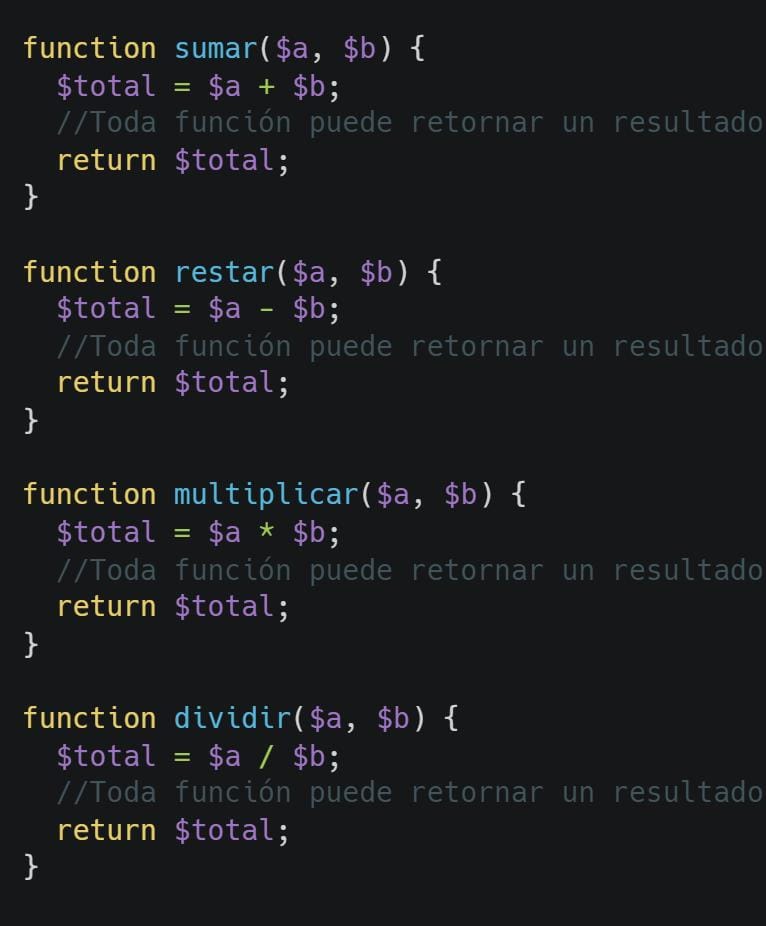 function sumar($a, $b) {
  $total = $a + $b;
  //Toda función puede retornar un resultado
  return $total;
}

function restar($a, $b) {
  $total = $a - $b;
  //Toda función puede retornar un resultado
  return $total;
}

function multiplicar($a, $b) {
  $total = $a * $b;
  //Toda función puede retornar un resultado
  return $total;
}

function dividir($a, $b) {
  $total = $a / $b;
  //Toda función puede retornar un resultado
  return $total;
}